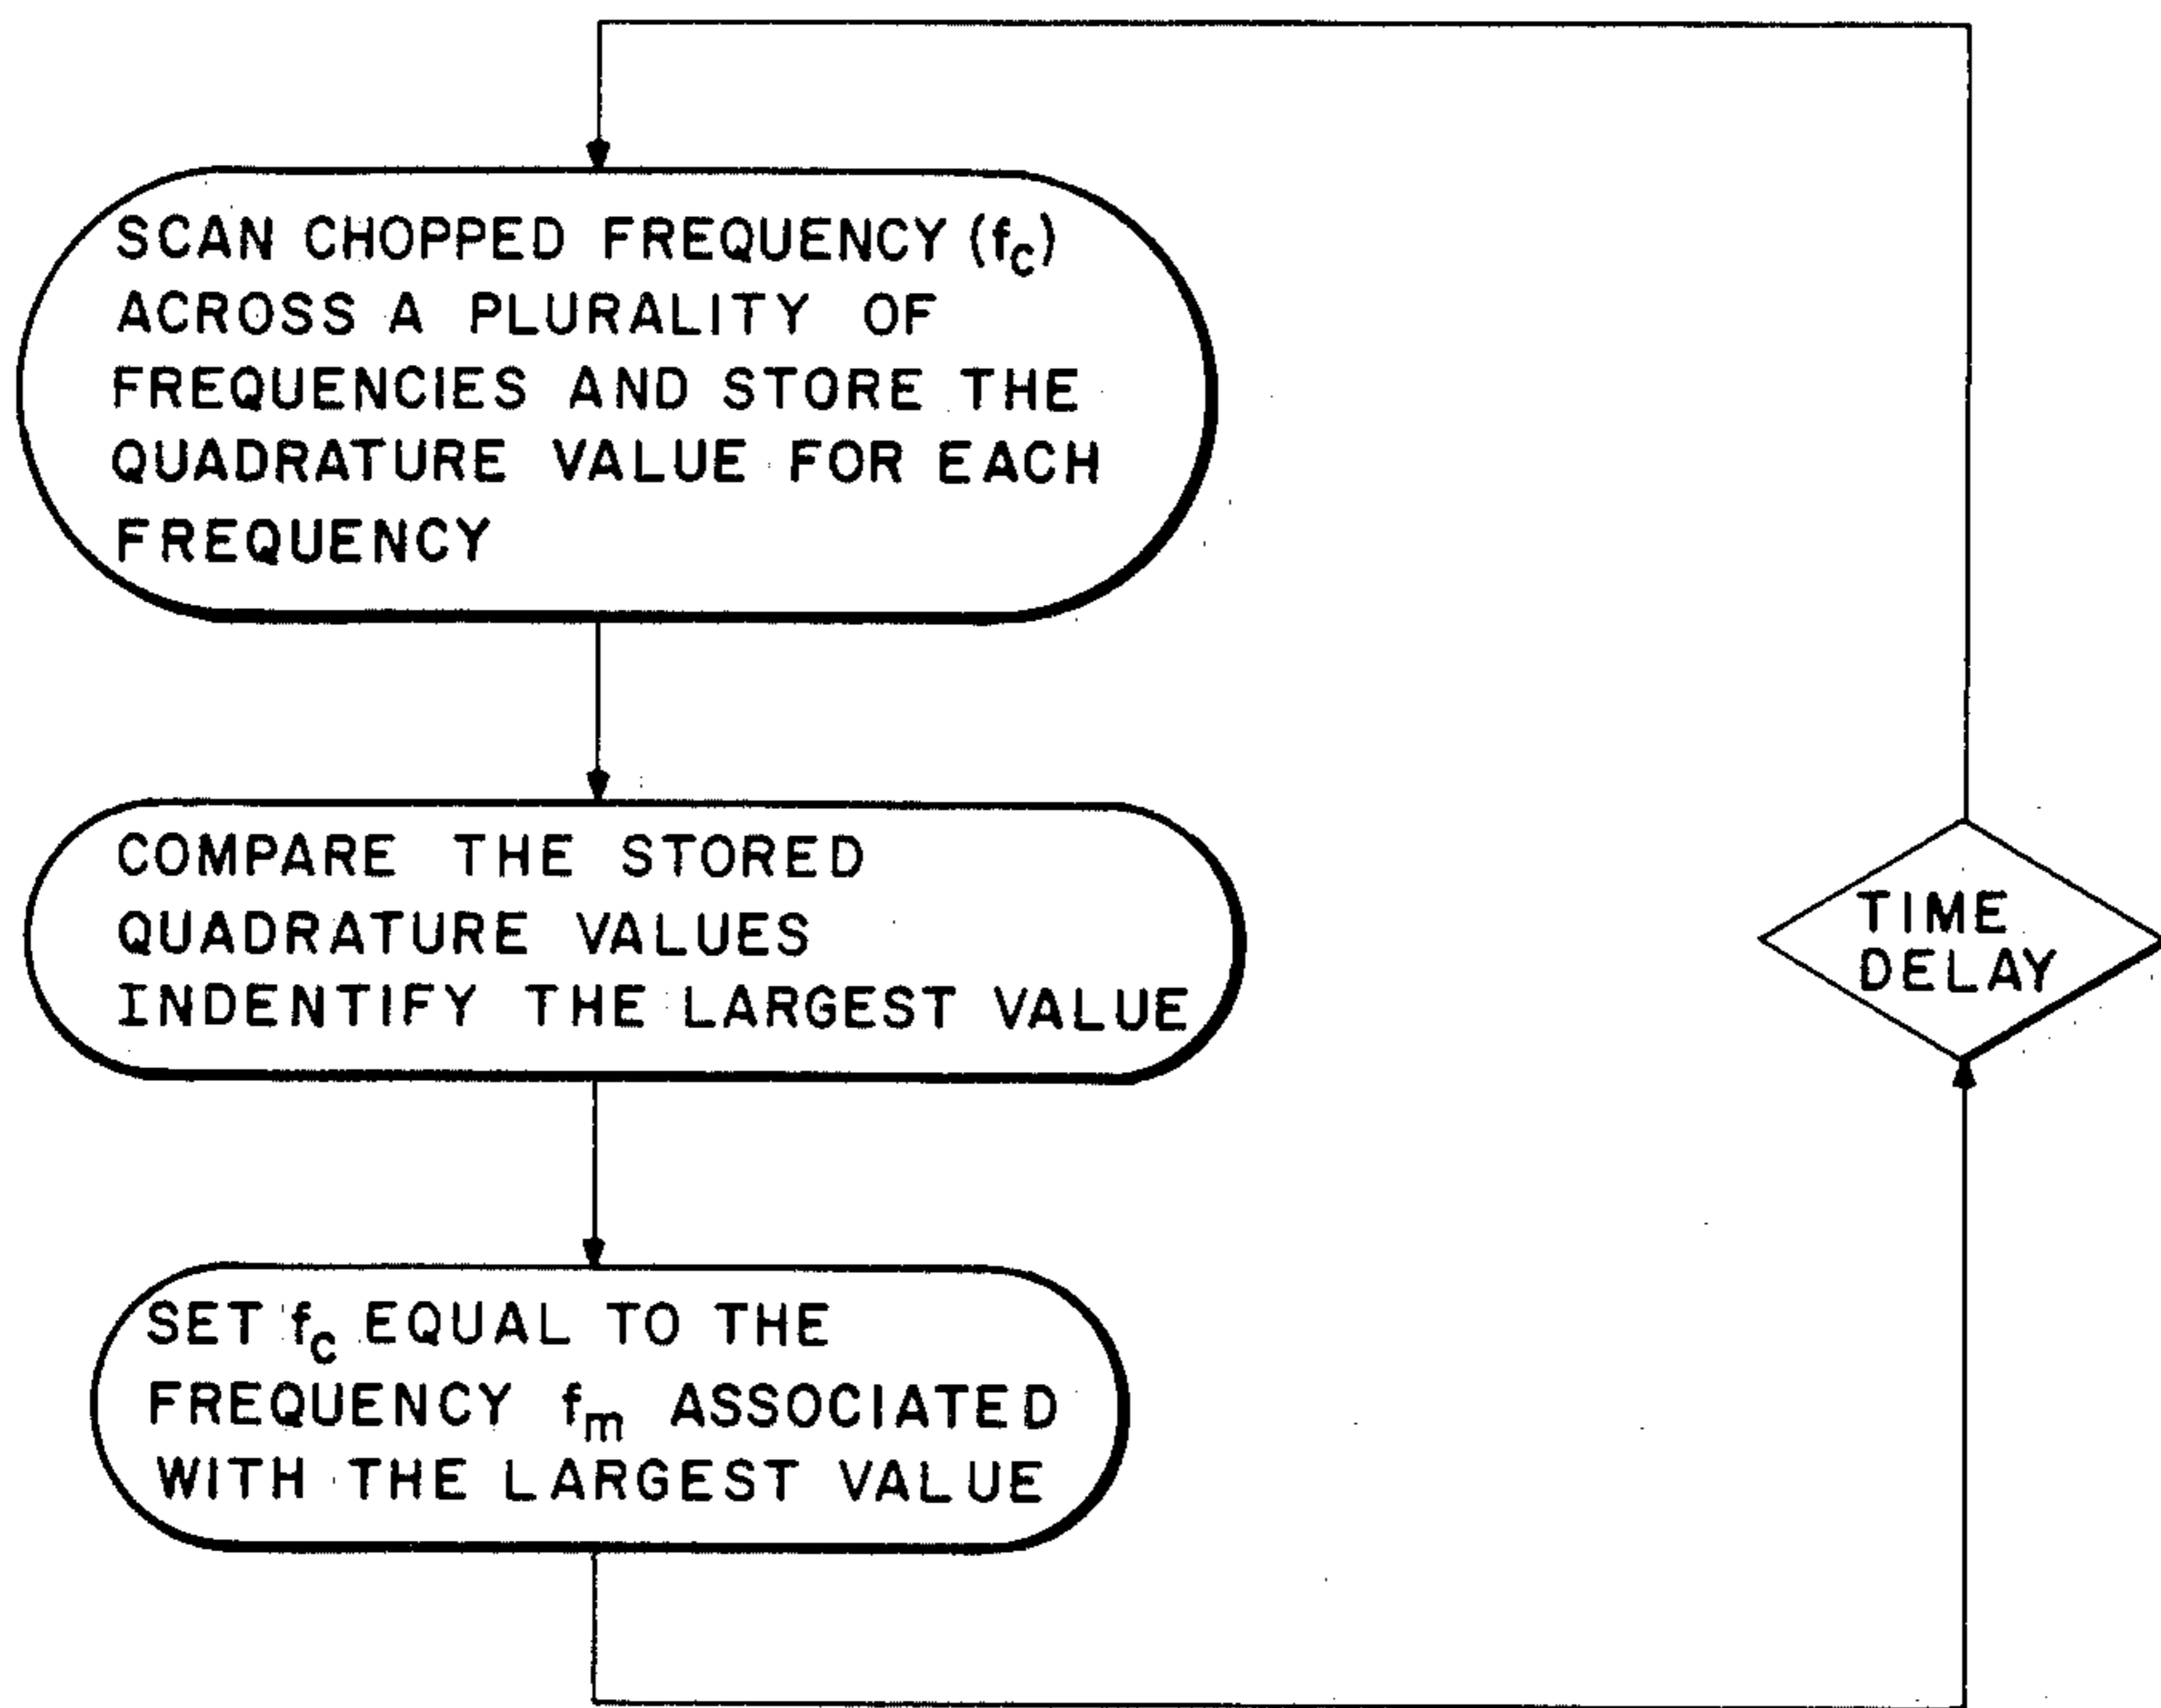 SCAN CHOPPED FREQUENCY (fc)
ACROSS A PLURALITY OF
FREQUENCIES AND STORE THE
QUADRATURE VALUE FOR EACH
FREQUENCY
COMPARE THE STORED
QUADRATURE VALUES
INDENTIFY THE LARGEST VALUE
SET fc EQUAL TO THE
FREQUENCY fm ASSOCIATED
WITH THE LARGEST VALUE
TIME
DELAY